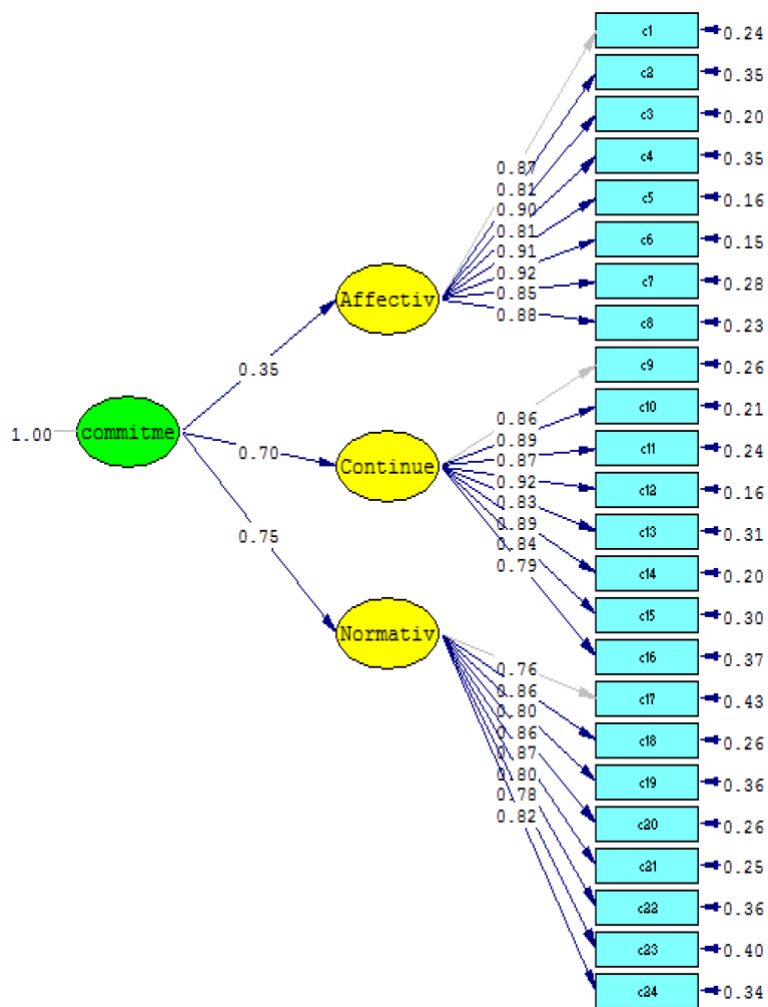 c1 0.24
c2 0.35
c3 0.20
c4 0.35
c5 0.16
c6 0.15
c7 0.28
c8 0.23
0.87
0.81
0.90
0.81
0.91
0.92
0.85
0.88
Affectiv
0.35
c9 0.26
c10 0.21
c11 0.24
c12 0.16
c13 0.31
c14 0.20
c15 0.30
c16 0.37
0.86
0.89
0.87
0.92
0.83
0.89
0.84
0.79
1.00 commitme
0.70
Continue
0.75
Normativ
0.76
0.86
0.80
0.86
0.87
0.80
0.78
0.82
c17 0.43
c18 0.26
c19 0.36
c20 0.26
c21 0.25
c22 0.36
c23 0.40
c24 0.34